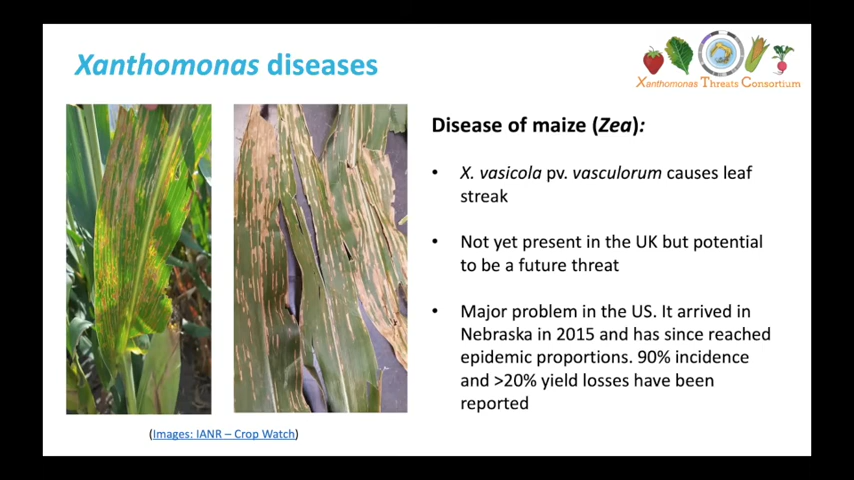 Xanthomonas diseases
Xanthomonas Threats Consortium
Disease of maize (Zea):
• X. vasicola pv. vasculorum causes leaf
streak
• Not yet present in the UK but potential
to be a future threat
• Major problem in the US. It arrived in
Nebraska in 2015 and has since reached
epidemic proportions. 90% incidence
and >20% yield losses have been
reported
(Images: IANR – Crop Watch)